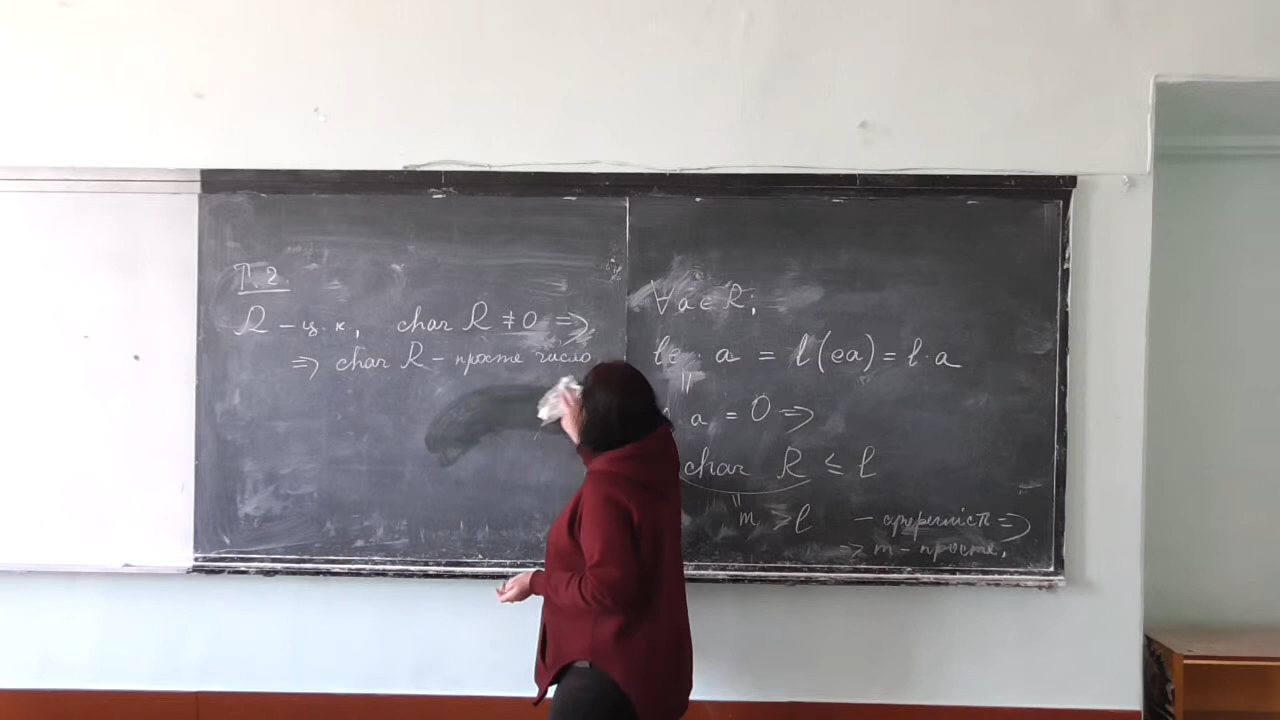 Т.2.
R – ц.к, char R ≠ 0 =>
=> char R – просте число
∀ a ∈ R;
le · a = l(ea) = l·a
||
a = 0 =>
char R ≤ l
||
m > l – суперечність =>
=> m – просте.